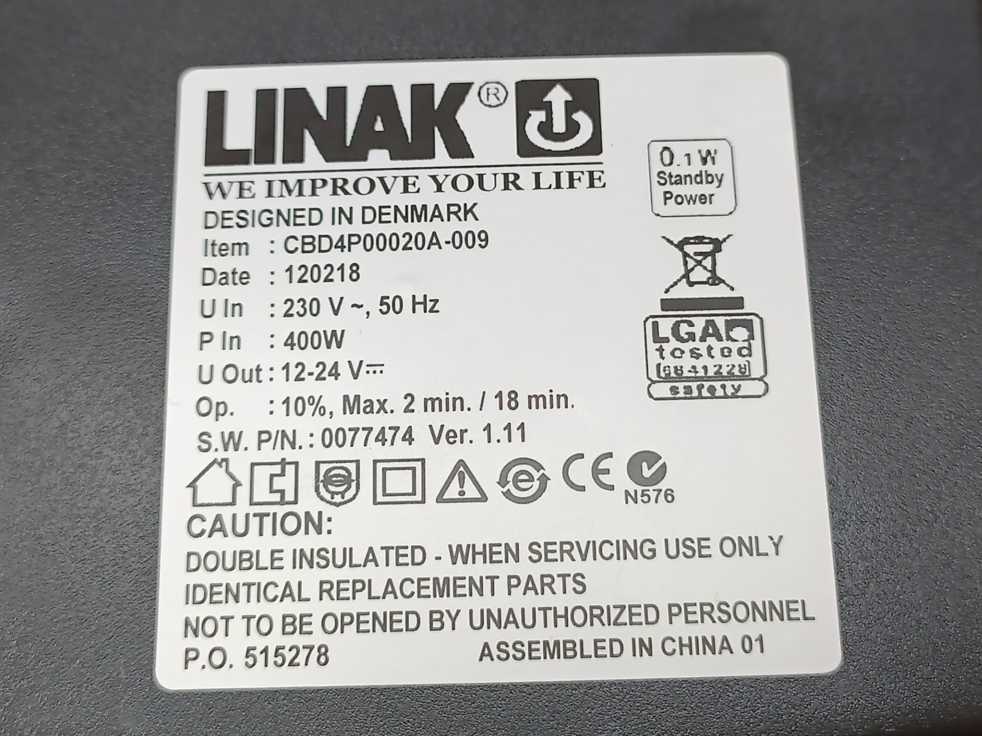 LINAK®
WE IMPROVE YOUR LIFE
DESIGNED IN DENMARK
Item : CBD4P00020A-009
Date : 120218
U In : 230 V ~, 50 Hz
P In : 400W
U Out : 12-24 V⎓
Op. : 10%, Max. 2 min. / 18 min.
S.W. P/N. : 0077474 Ver. 1.11
0.1 W
Standby
Power
LGA
tested
safety
e
CE
N576
CAUTION:
DOUBLE INSULATED - WHEN SERVICING USE ONLY
IDENTICAL REPLACEMENT PARTS
NOT TO BE OPENED BY UNAUTHORIZED PERSONNEL
P.O. 515278 ASSEMBLED IN CHINA 01